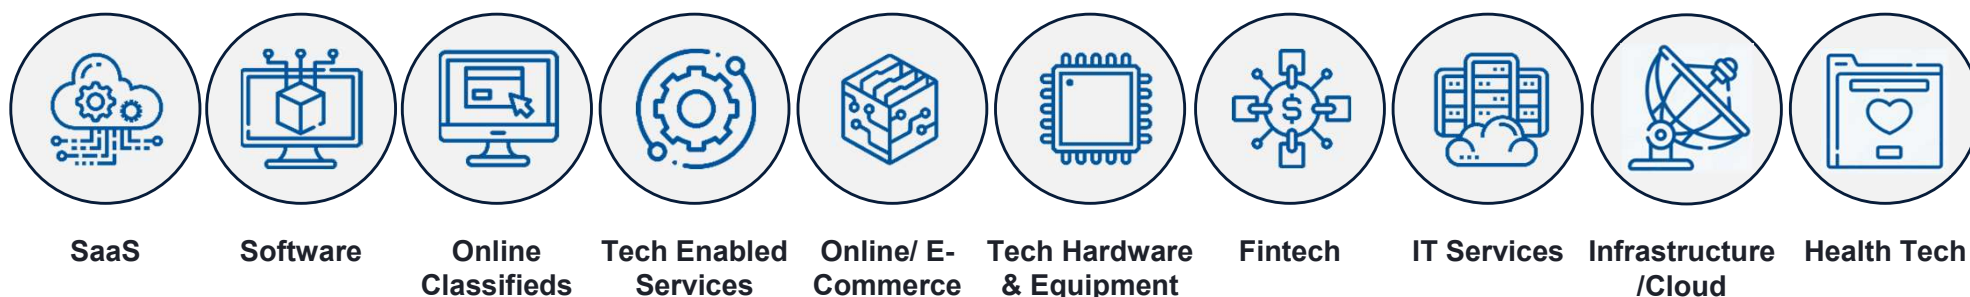 SaaS
Software
Online
Classifieds
Tech Enabled
Services
Online/ E-
Commerce
Tech Hardware
& Equipment
$
Fintech
IT Services
Infrastructure
/Cloud
Health Tech